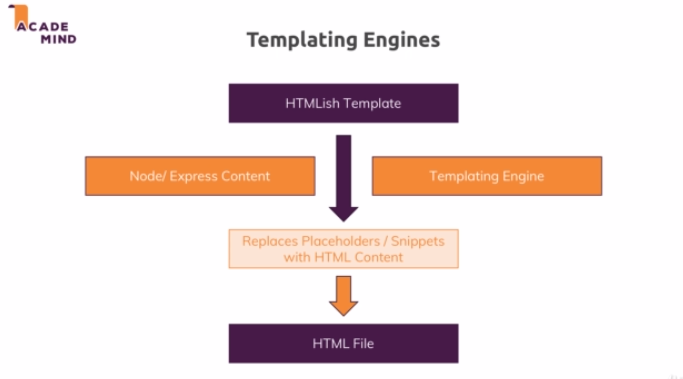 ACADE
MIND
Templating Engines
HTMLish Template
Node/ Express Content
Templating Engine
Replaces Placeholders / Snippets
with HTML Content
HTML File